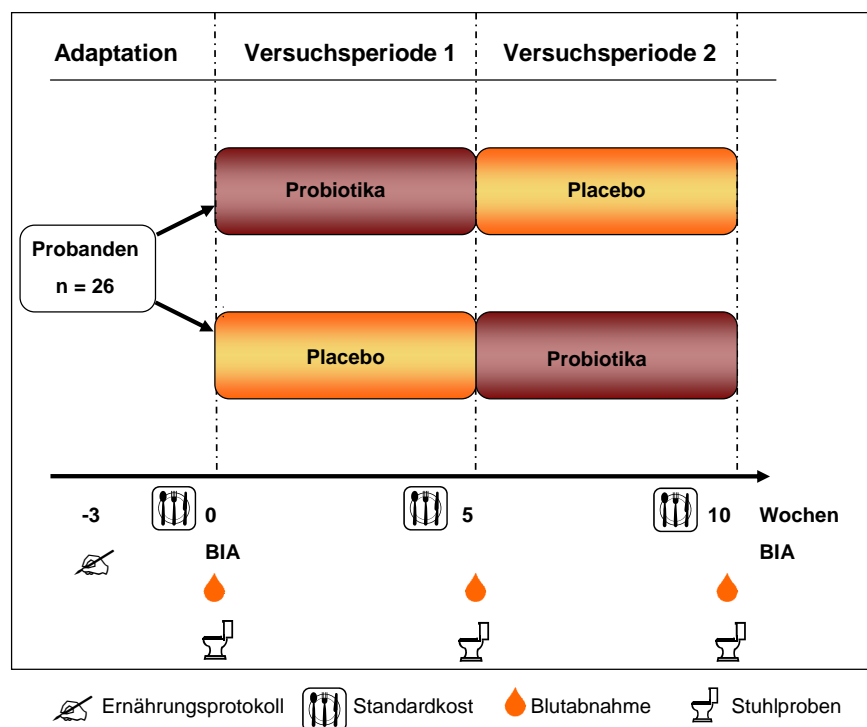 Adaptation Versuchsperiode 1 Versuchsperiode 2
Probiotika Placebo
Probanden
n = 26
Placebo Probiotika
-3 0 5 10 Wochen
BIA BIA
Ernährungsprotokoll Standardkost Blutabnahme Stuhlproben